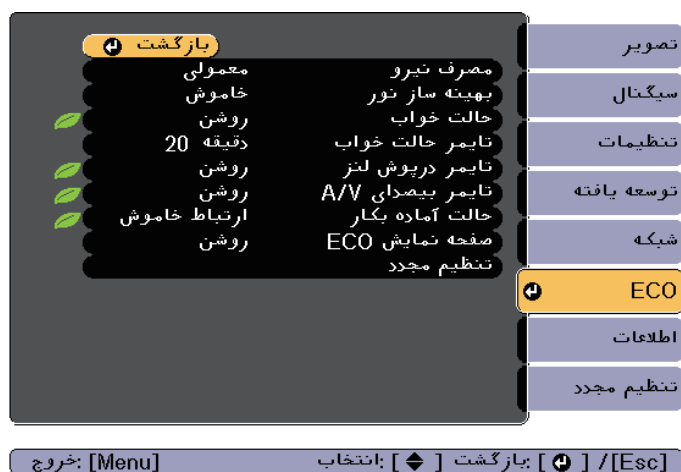 بازگشت
مصرف نیرو معمولی
بهینه ساز نور خاموش
حالت خواب روشن
تایمر حالت خواب 20 دقیقه
تایمر درپوش لنز روشن
تایمر بیصدای A/V روشن
حالت آماده بکار ارتباط خاموش
صفحه نمایش ECO روشن
تنظیم مجدد
تصویر
سیگنال
تنظیمات
توسعه یافته
شبکه
ECO
اطلاعات
تنظیم مجدد
[Esc]/[ ] :بازگشت [ ] :انتخاب [Menu] :خروج